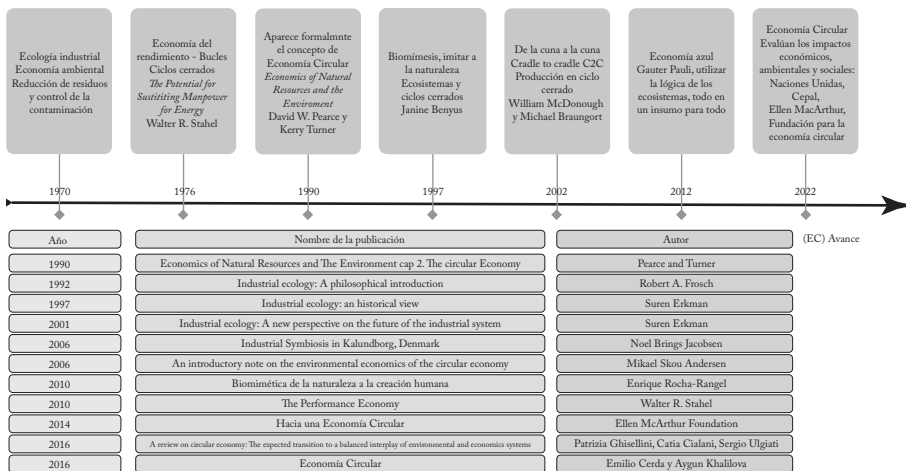 Ecología industrial
Economía ambiental
Reducción de residuos
y control de la
contaminación
Economía del
rendimiento - Bucles
Ciclos cerrados
The Potential for
Sustititing Manpower
for Energy
Walter R. Stahel
Aparece formalmnte
el concepto de
Economía Circular
Economics of Natural
Resources and the
Enviroment
David W. Pearce y
Kerry Turner
Biomímesis, imitar a
la naturaleza
Ecosistemas y
ciclos cerrados
Janine Benyus
De la cuna a la cuna
Cradle to cradle C2C
Producción en ciclo
cerrado
William McDonough
y Michael Braungort
Economía azul
Gauter Pauli, utilizar
la lógica de los
ecosistemas, todo en
un insumo para todo
Economía Circular
Evalúan los impactos
económicos,
ambientales y sociales:
Naciones Unidas,
Cepal,
Ellen MacArthur,
Fundación para la
economía circular
1970 1976 1990 1997 2002 2012 2022
Año Nombre de la publicación Autor (EC) Avance
1990 Economics of Natural Resources and The Environment cap 2. The circular Economy Pearce and Turner
1992 Industrial ecology: A philosophical introduction Robert A. Frosch
1997 Industrial ecology: an historical view Suren Erkman
2001 Industrial ecology: A new perspective on the future of the industrial system Suren Erkman
2006 Industrial Symbiosis in Kalundborg, Denmark Noel Brings Jacobsen
2006 An introductory note on the environmental economics of the circular economy Mikael Skou Andersen
2010 Biomimética de la naturaleza a la creación humana Enrique Rocha-Rangel
2010 The Performance Economy Walter R. Stahel
2014 Hacia una Economía Circular Ellen McArthur Foundation
2016 A review on circular economy: The expected transition to a balanced interplay of environmental and economics systems Patrizia Ghisellini, Catia Cialani, Sergio Ulgiati
2016 Economía Circular Emilio Cerda y Aygun Khalilova